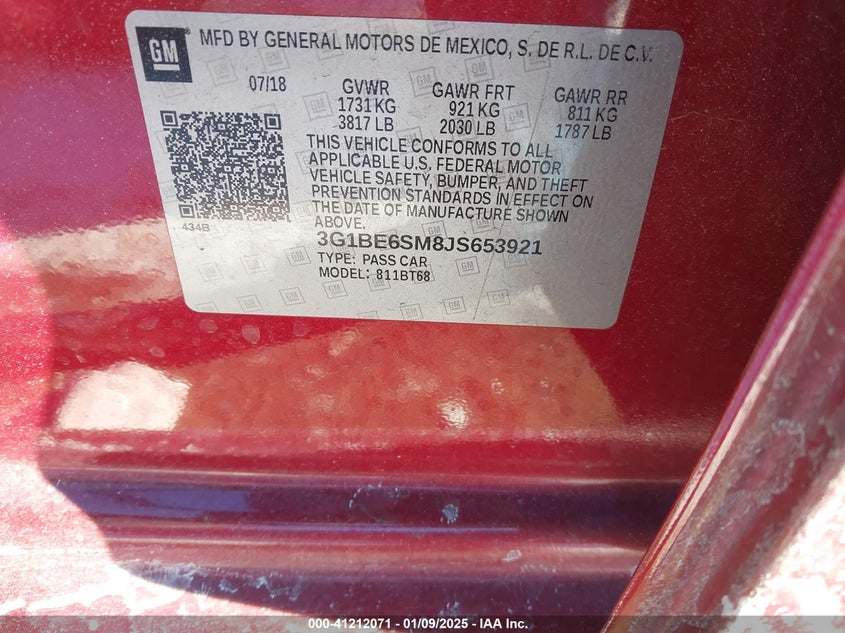 GM
MFD BY GENERAL MOTORS DE MEXICO, S. DE R.L. DE C.V.
07/18 GVWR GAWR FRT GAWR RR
1731 KG 921 KG 811 KG
3817 LB 2030 LB 1787 LB
THIS VEHICLE CONFORMS TO ALL
APPLICABLE U.S. FEDERAL MOTOR
VEHICLE SAFETY, BUMPER, AND THEFT
PREVENTION STANDARDS IN EFFECT ON
THE DATE OF MANUFACTURE SHOWN
ABOVE.
434B
3G1BE6SM8JS653921
TYPE: PASS CAR
MODEL: 811BT68
000-41212071 | 01/09/2025 | IAA Inc.